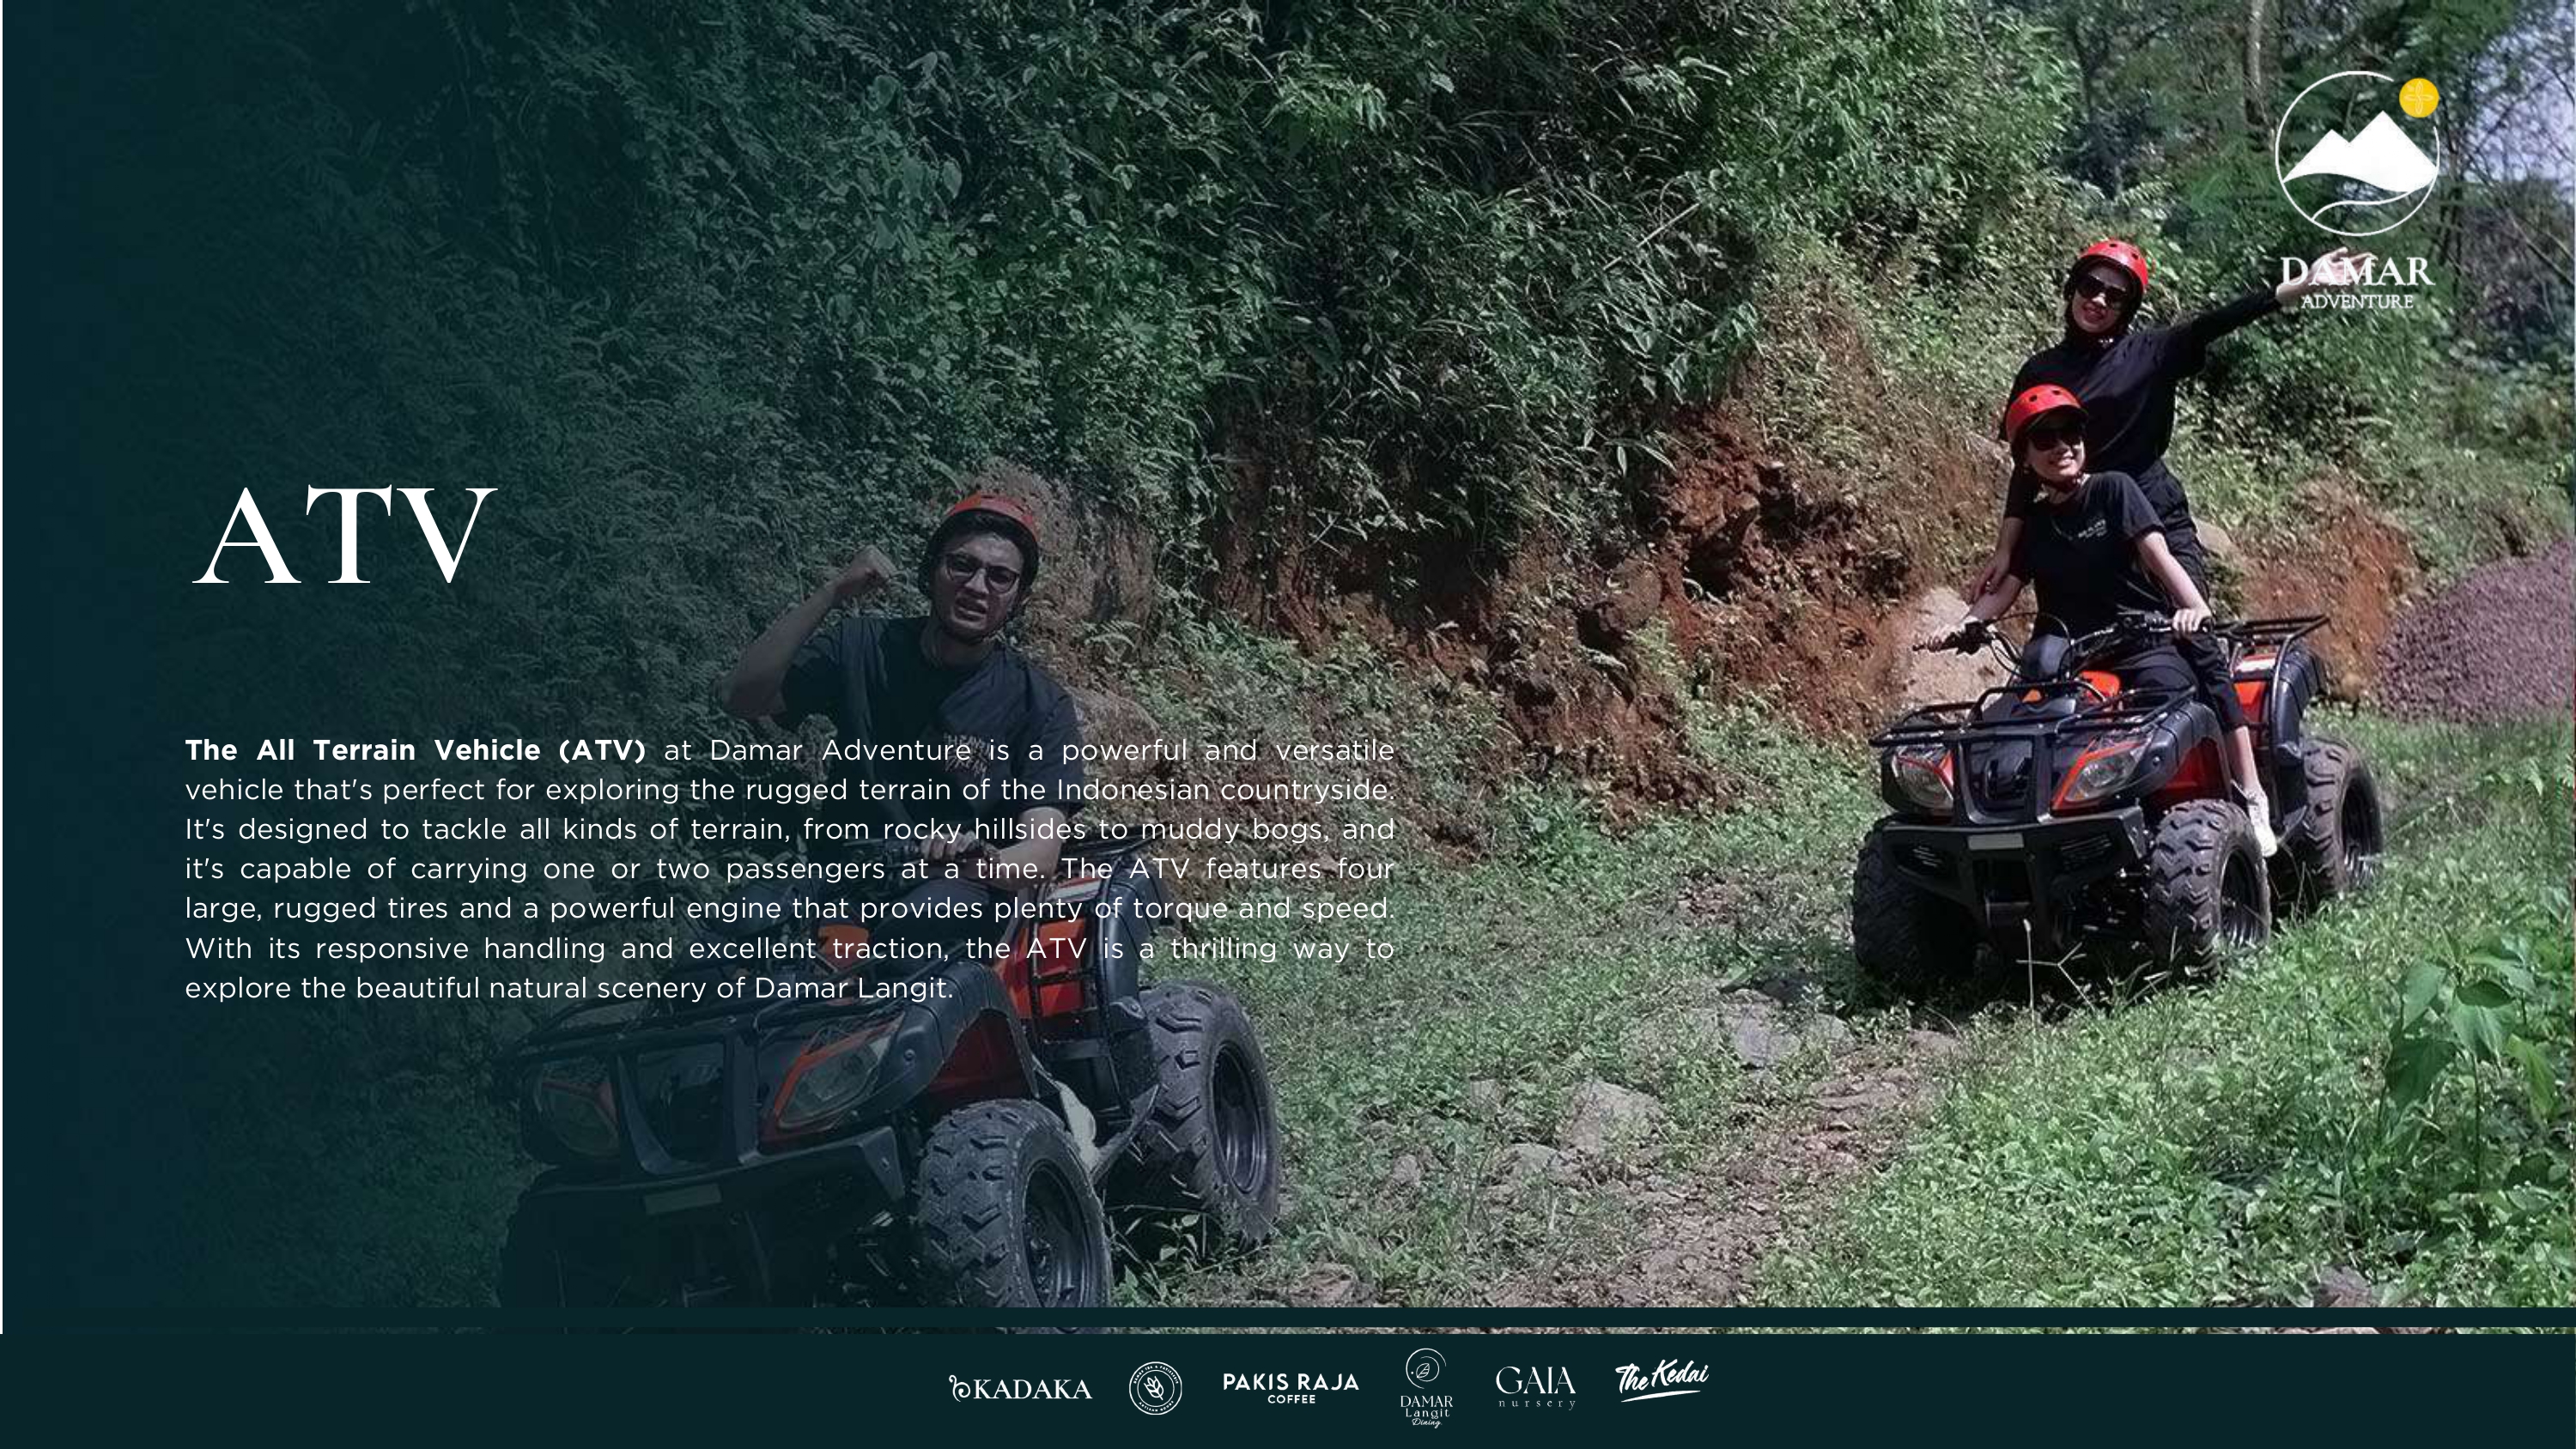 DAMAR
ADVENTURE
ATV
The All Terrain Vehicle (ATV) at Damar Adventure is a powerful and versatile
vehicle that's perfect for exploring the rugged terrain of the Indonesian countryside.
It's designed to tackle all kinds of terrain, from rocky hillsides to muddy bogs, and
it's capable of carrying one or two passengers at a time. The ATV features four
large, rugged tires and a powerful engine that provides plenty of torque and speed.
With its responsive handling and excellent traction, the ATV is a thrilling way to
explore the beautiful natural scenery of Damar Langit.
KADAKA
PAKIS RAJA
COFFEE
DAMAR
Langit
Dining
GAIA
nursery
The Kedai